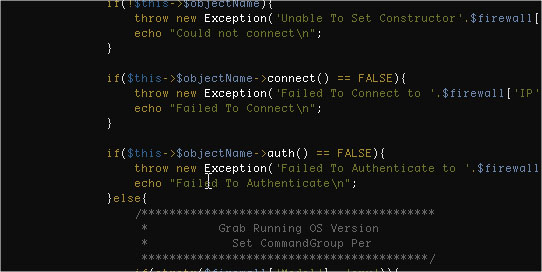 if(!$this->$objectName){
throw new Exception('Unable To Set Constructor'.$firewall[
echo "Could not connect\n";
}
if($this->$objectName->connect() == FALSE){
throw new Exception('Failed To Connect to '.$firewall['IP'
echo "Failed To Connect\n";
}
if($this->$objectName->auth() == FALSE){
throw new Exception('Failed To Authenticate to '.$firewall
echo "Failed To Authenticate\n";
}else{
/******************************************
* Grab Running OS Version
* Set CommandGroup Per
*****************************************/